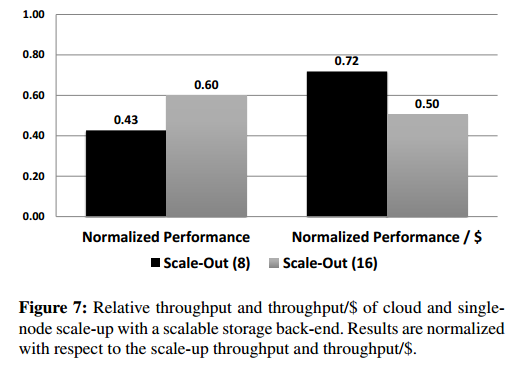 1.00
0.80
0.72
0.60
0.60
0.50
0.43
0.40
0.20
0.00
Normalized Performance Normalized Performance / $
Scale-Out (8) Scale-Out (16)
Figure 7: Relative throughput and throughput/$ of cloud and single-
node scale-up with a scalable storage back-end. Results are normalized
with respect to the scale-up throughput and throughput/$.